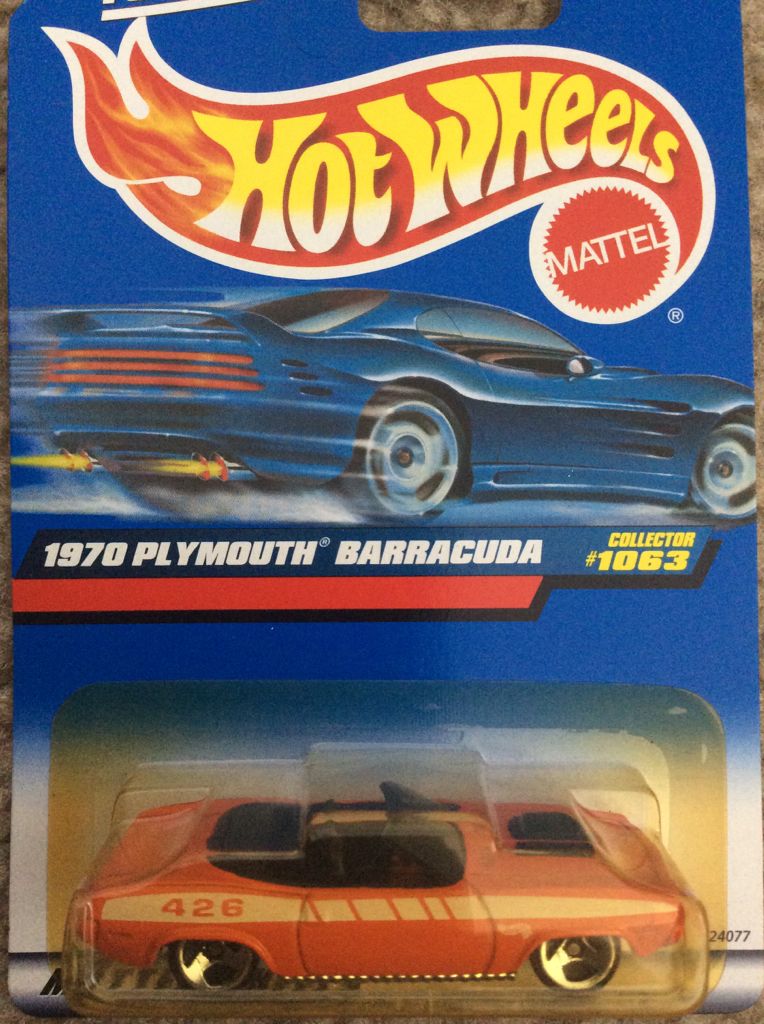 HOT WHEELS
MATTEL
®
1970 PLYMOUTH® BARRACUDA
COLLECTOR
#1063
426
24077